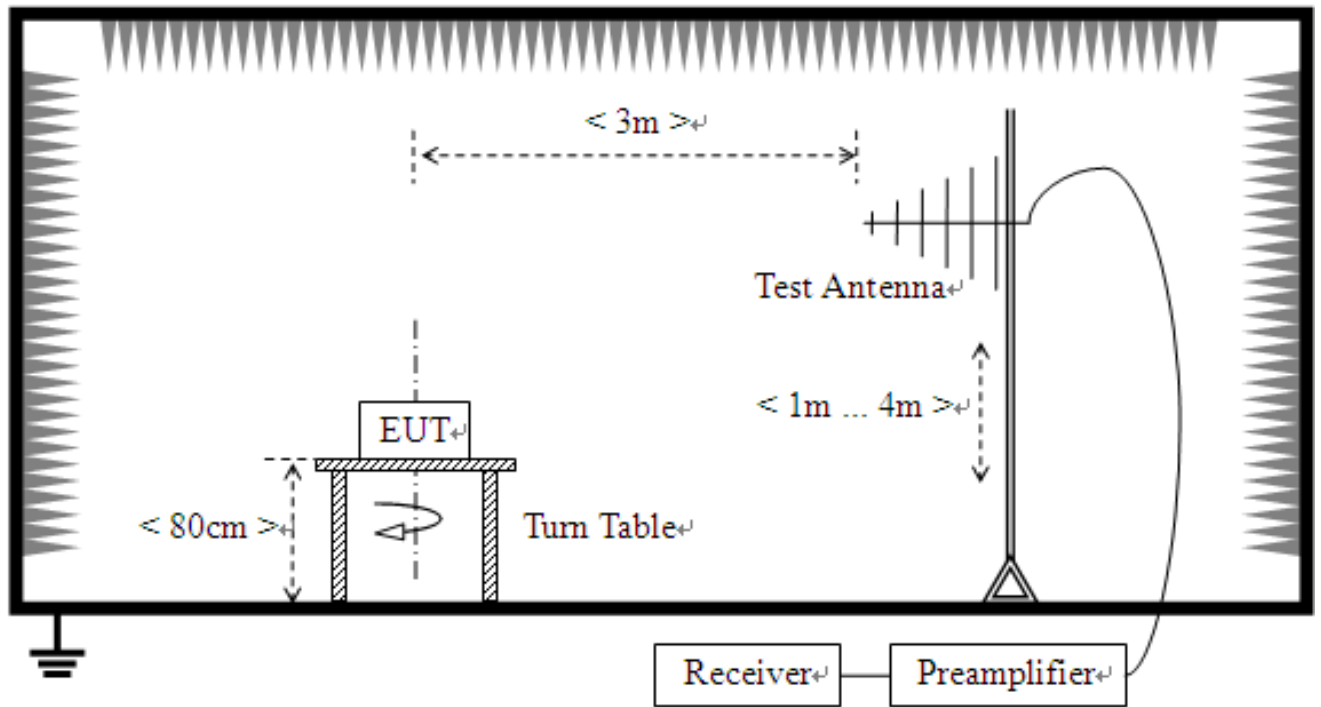 < 3m >↵
Test Antenna↵
< 1m ... 4m >↵
EUT↵
< 80cm >↵
Turn Table↵
Receiver↵
Preamplifier↵